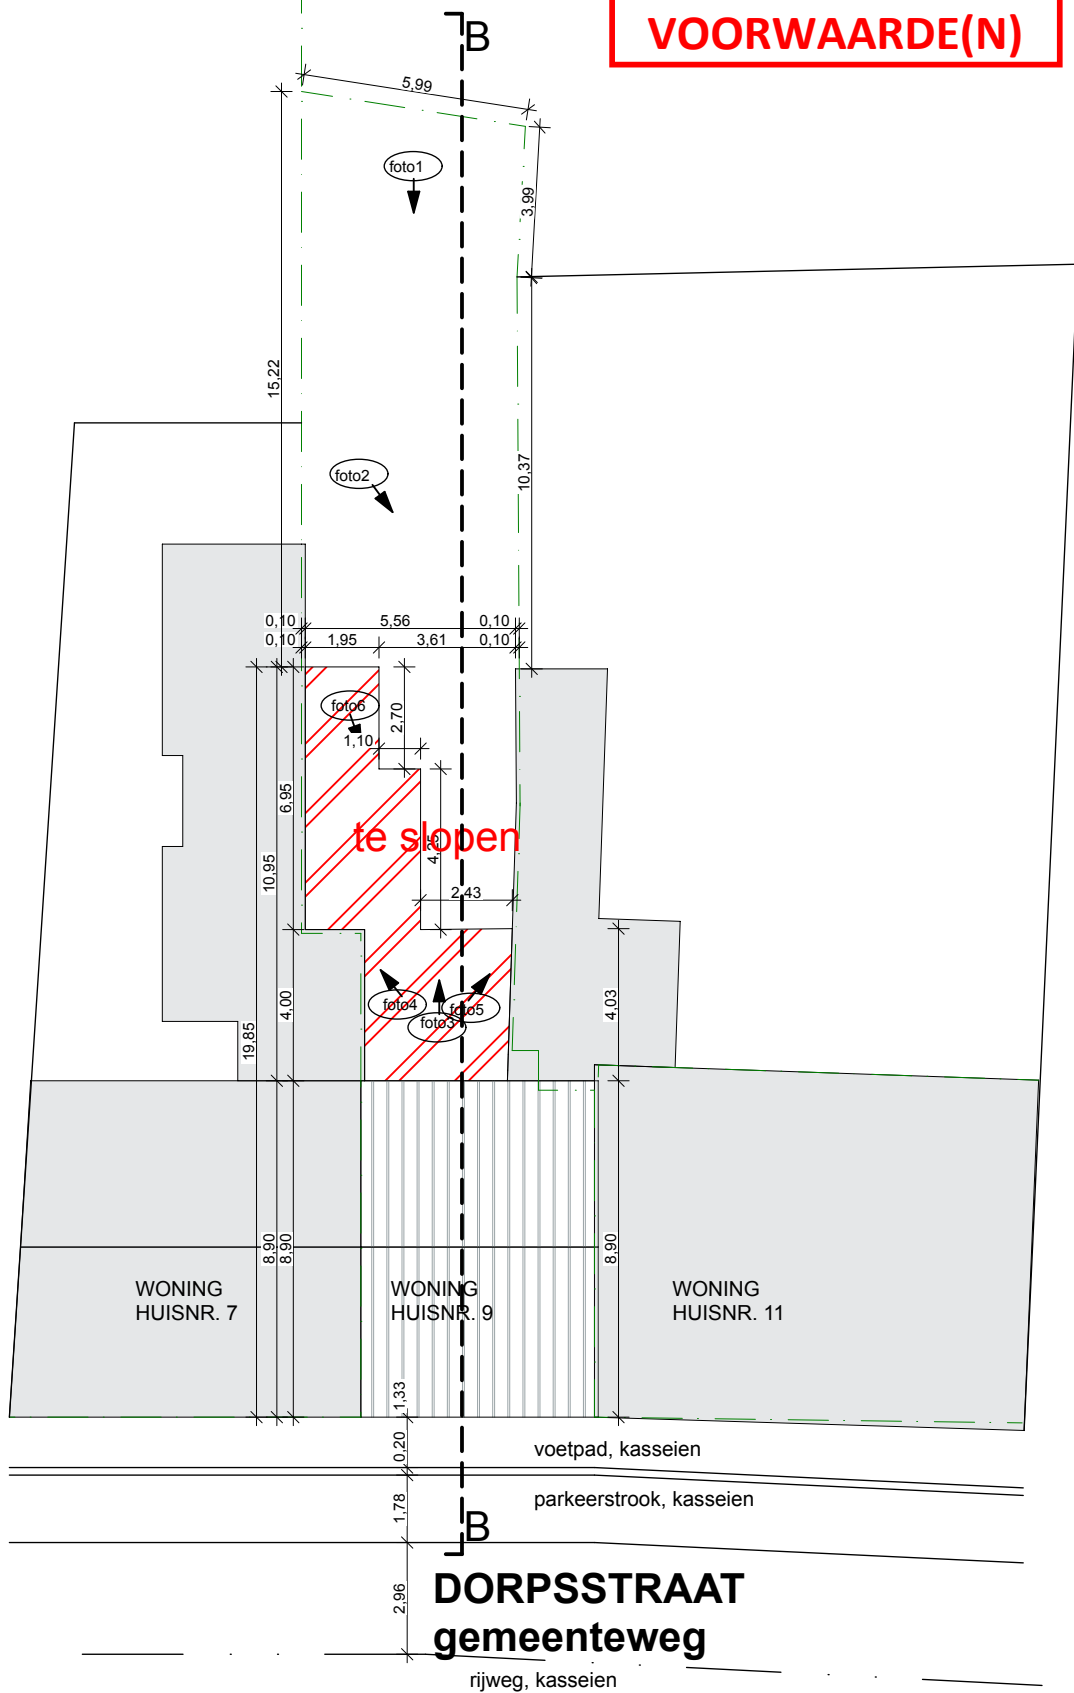 VOORWAARDE(N)
B
5,99
foto1
3,99
15,22
foto2
10,37
0,10 5,56 0,10
0,10 1,95 3,61 0,10
foto6
2,70
1,10
6,95
te slopen
4,25
10,95
2,43
foto4
foto5
foto3
4,00
4,03
19,85
8,90
8,90
8,90
WONING
HUISNR. 7
WONING
HUISNR. 9
WONING
HUISNR. 11
1,33
0,20
voetpad, kasseien
1,78
parkeerstrook, kasseien
B
2,96
DORPSSTRAAT
gemeenteweg
rijweg, kasseien